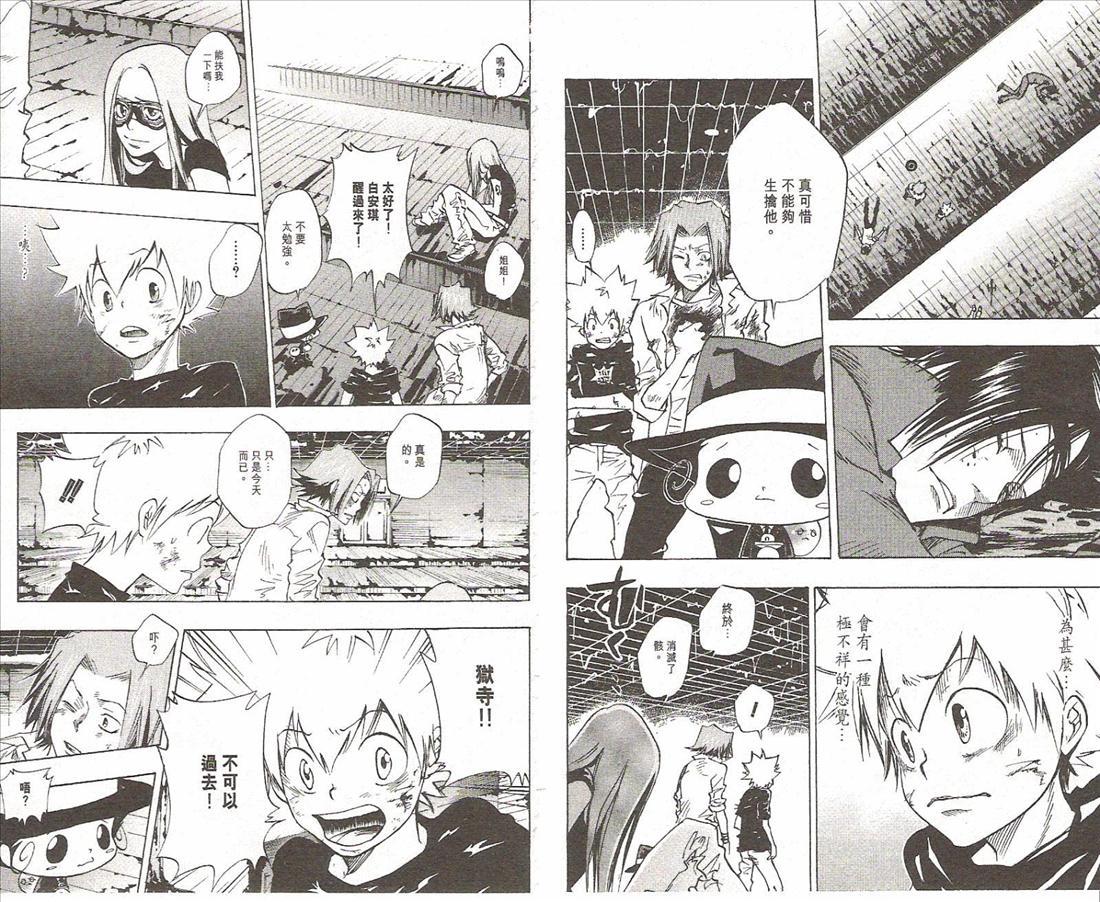 真可惜
不能夠
生擒他。
……
為甚麼…
會有一種
極不祥的感覺…
終於…
消滅了
骸。
!
すくっ
嗚嗚…
姐姐!
太好了!
白安琪
醒過來了!
不要
太勉強。
能扶我
一下嗎…
……?
…咦…?
真是
的。
只…
只是今天
而已。
!!
獄寺!!
不可以
過去!
吓?
唔?